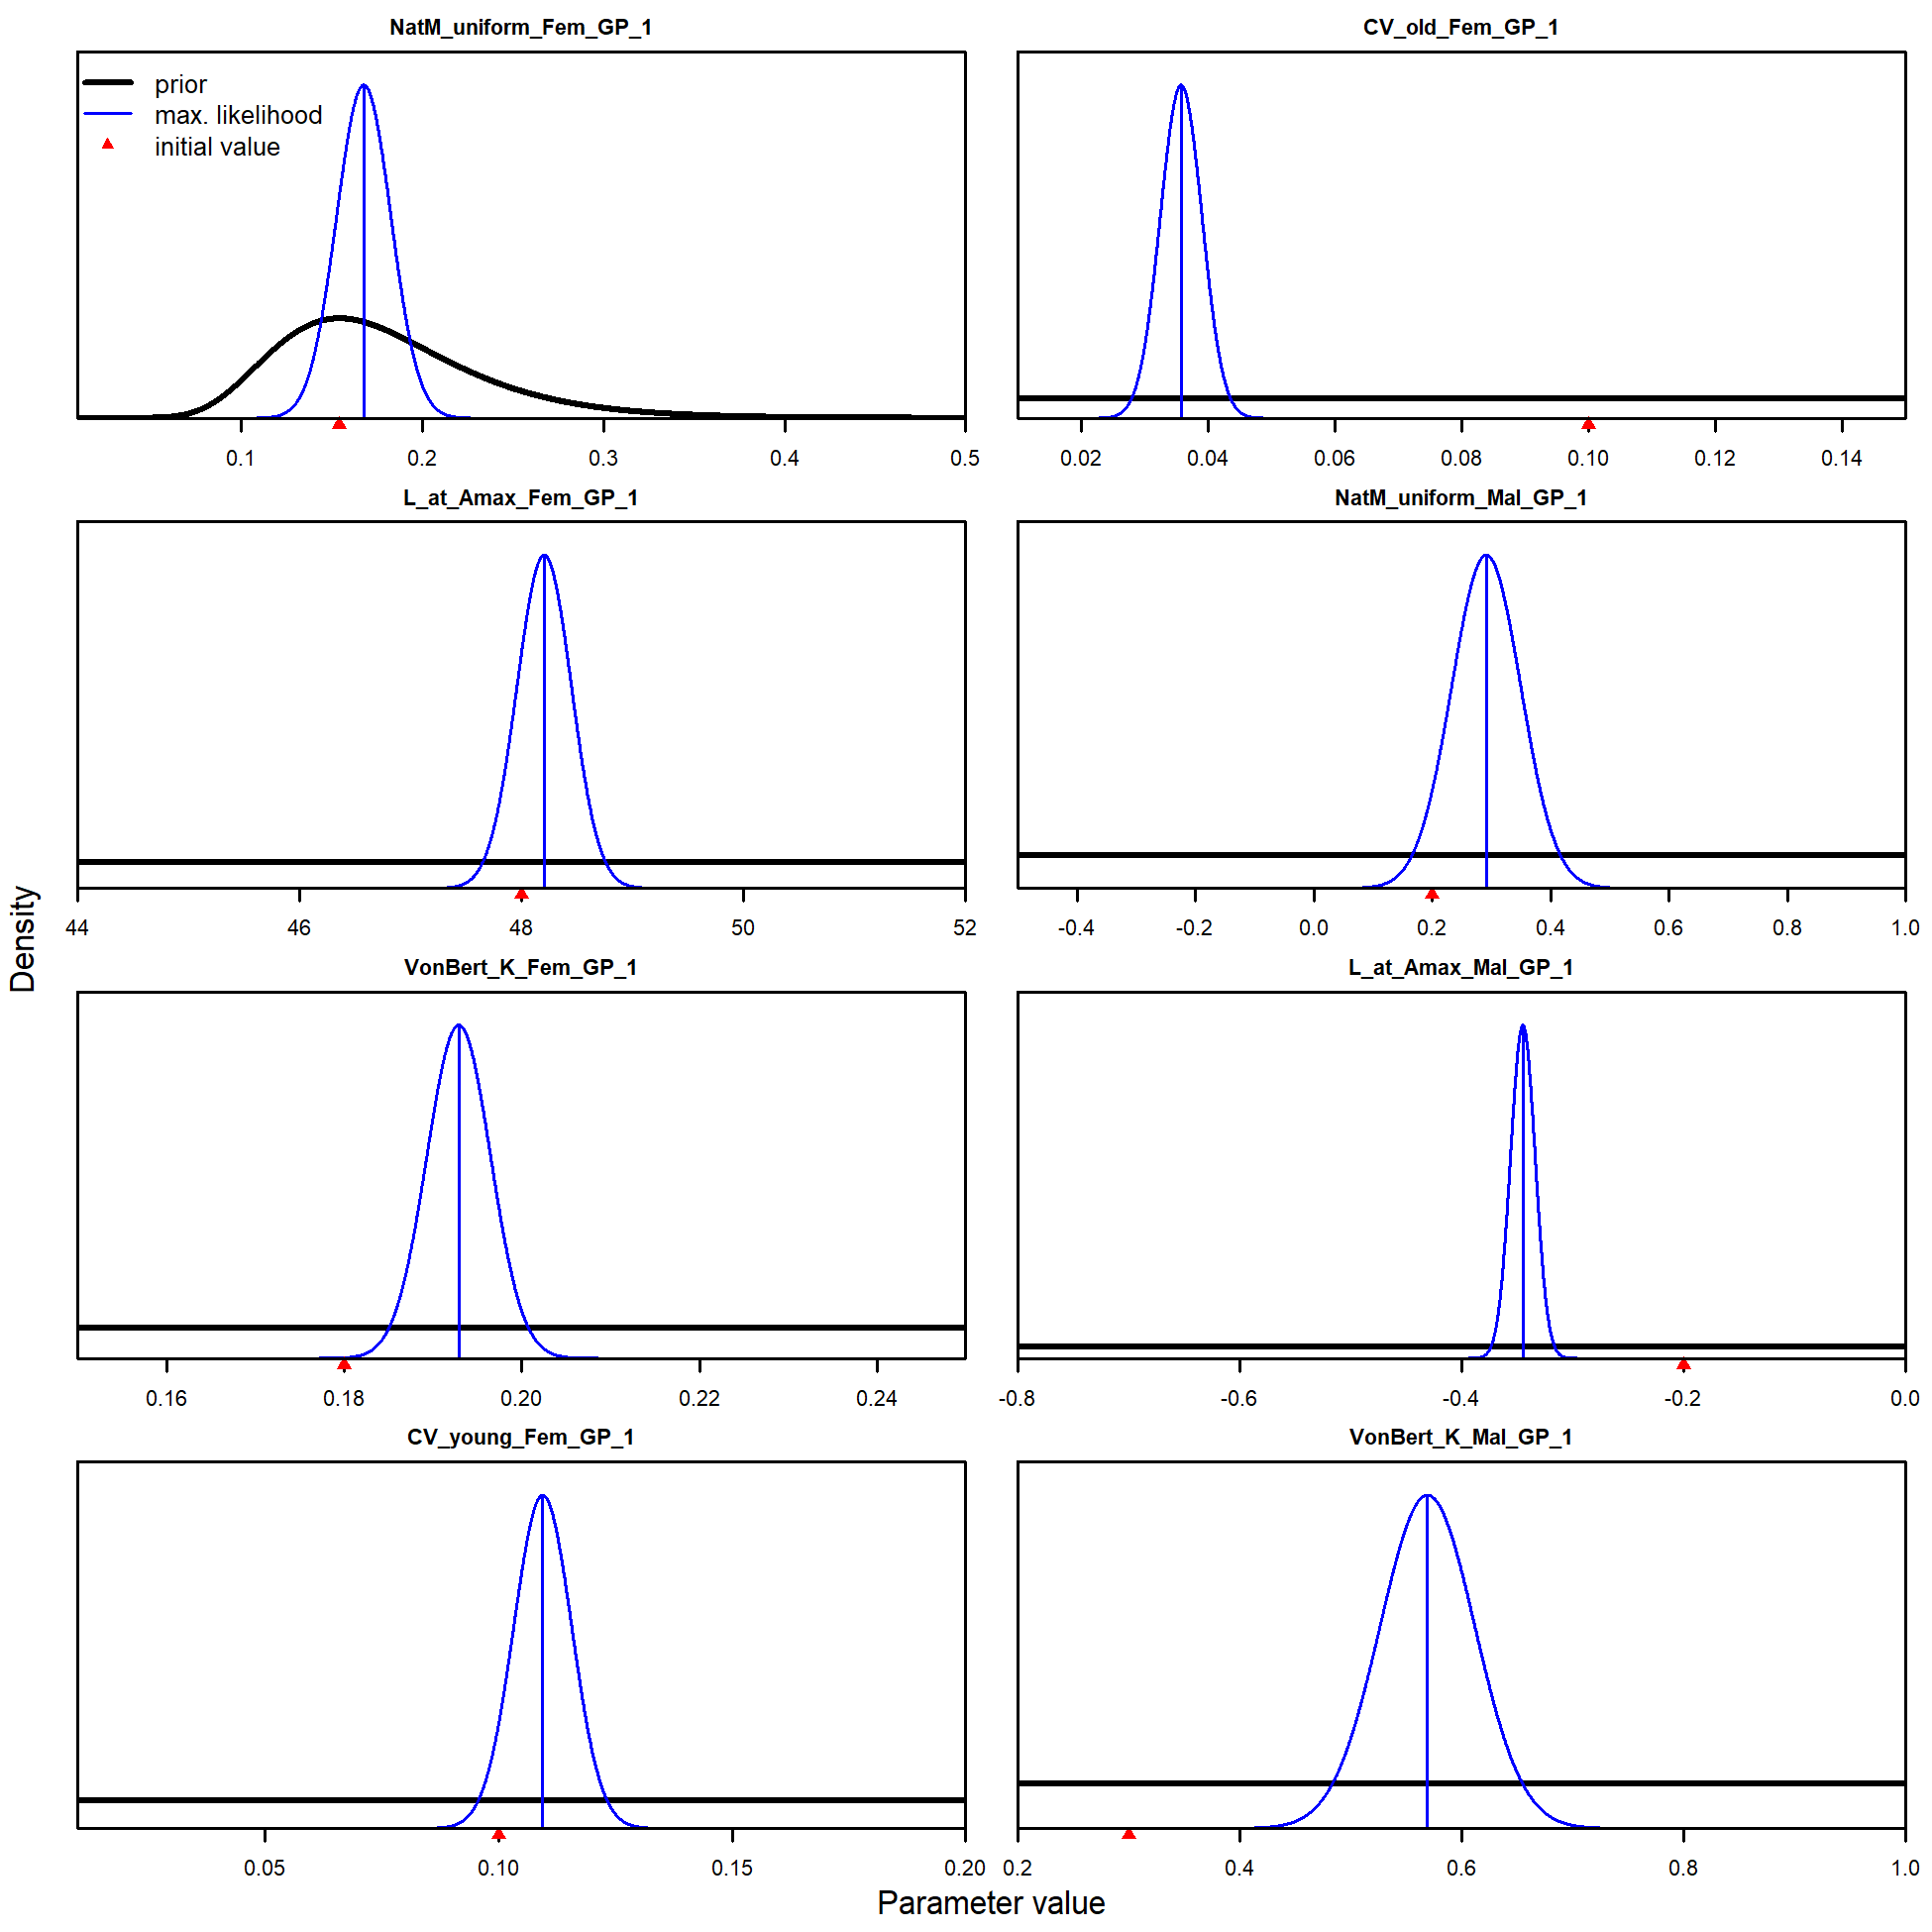 NatM_uniform_Fem_GP_1
prior
max. likelihood
initial value
0.1 0.2 0.3 0.4 0.5
CV_old_Fem_GP_1
0.02 0.04 0.06 0.08 0.10 0.12 0.14
L_at_Amax_Fem_GP_1
44 46 48 50 52
NatM_uniform_Mal_GP_1
-0.4 -0.2 0.0 0.2 0.4 0.6 0.8 1.0
Density
VonBert_K_Fem_GP_1
0.16 0.18 0.20 0.22 0.24
L_at_Amax_Mal_GP_1
-0.8 -0.6 -0.4 -0.2 0.0
CV_young_Fem_GP_1
0.05 0.10 0.15 0.20
VonBert_K_Mal_GP_1
0.2 0.4 0.6 0.8 1.0
Parameter value